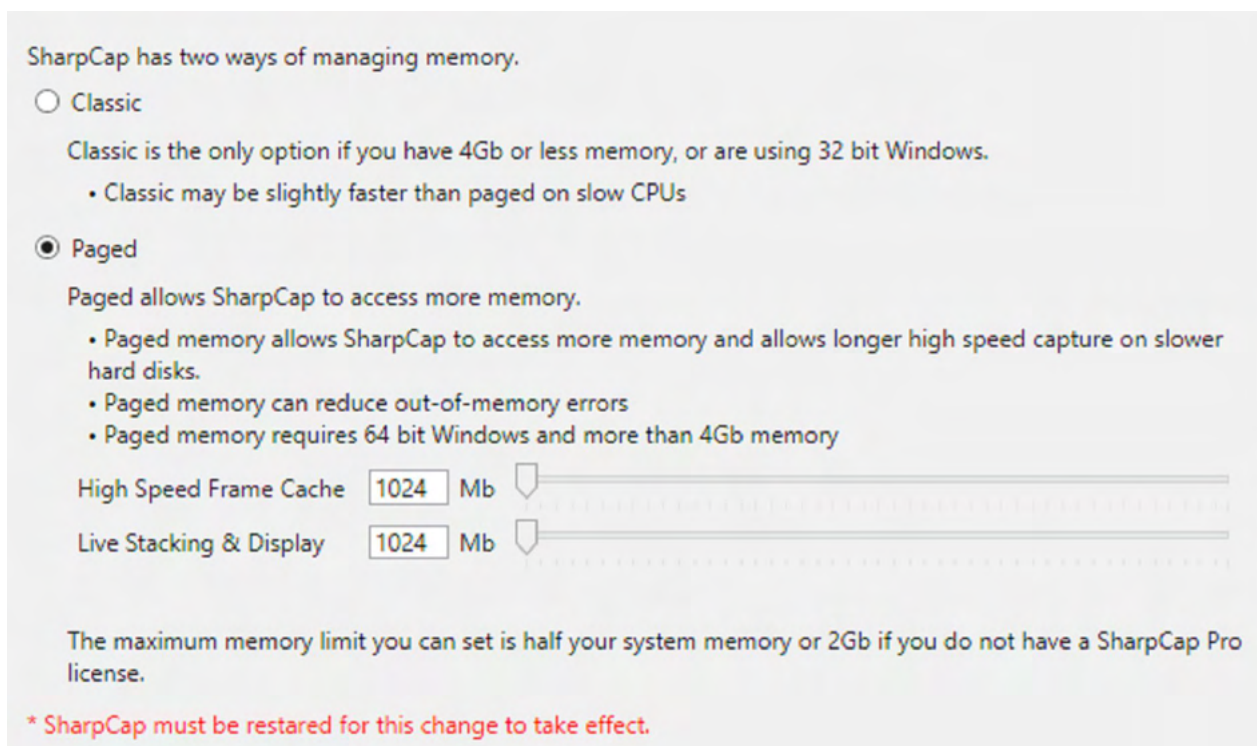 SharpCap has two ways of managing memory.
Classic
Classic is the only option if you have 4Gb or less memory, or are using 32 bit Windows.
• Classic may be slightly faster than paged on slow CPUs
Paged
Paged allows SharpCap to access more memory.
• Paged memory allows SharpCap to access more memory and allows longer high speed capture on slower
hard disks.
• Paged memory can reduce out-of-memory errors
• Paged memory requires 64 bit Windows and more than 4Gb memory
High Speed Frame Cache 1024 Mb
Live Stacking & Display 1024 Mb
The maximum memory limit you can set is half your system memory or 2Gb if you do not have a SharpCap Pro
license.
* SharpCap must be restared for this change to take effect.